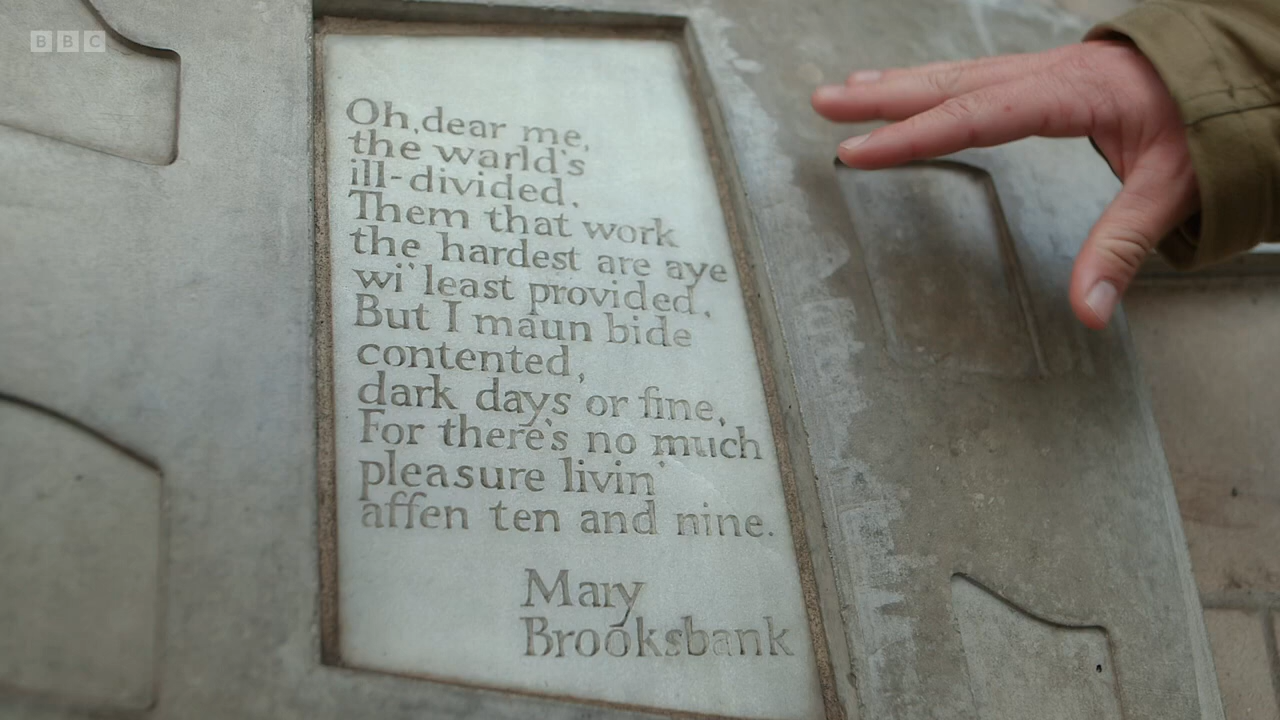 BBC
Oh, dear me,
the warld's
ill-divided.
Them that work
the hardest are aye
wi' least provided.
But I maun bide
contented,
dark days or fine,
For there's no much
pleasure livin'
affen ten and nine.
Mary
Brooksbank